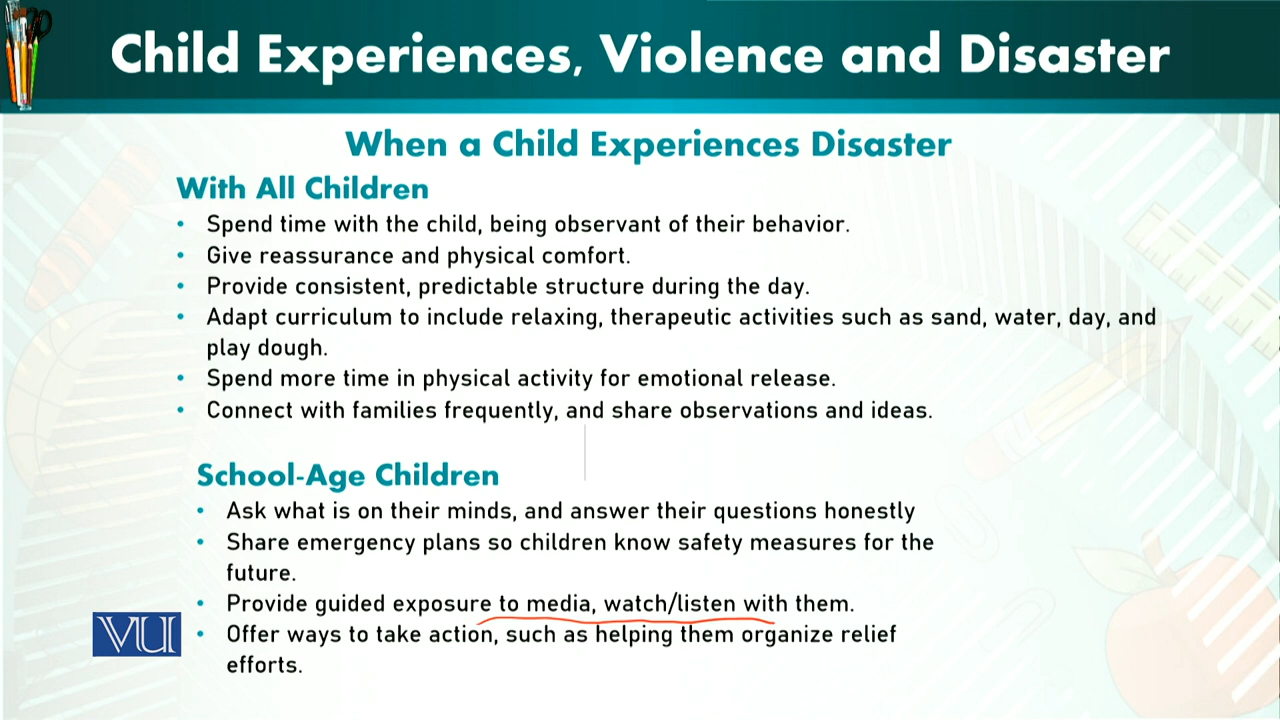 Child Experiences, Violence and Disaster
When a Child Experiences Disaster
With All Children
• Spend time with the child, being observant of their behavior.
• Give reassurance and physical comfort.
• Provide consistent, predictable structure during the day.
• Adapt curriculum to include relaxing, therapeutic activities such as sand, water, day, and
play dough.
• Spend more time in physical activity for emotional release.
• Connect with families frequently, and share observations and ideas.
School-Age Children
• Ask what is on their minds, and answer their questions honestly
• Share emergency plans so children know safety measures for the
future.
• Provide guided exposure to media, watch/listen with them.
• Offer ways to take action, such as helping them organize relief
efforts.
VU